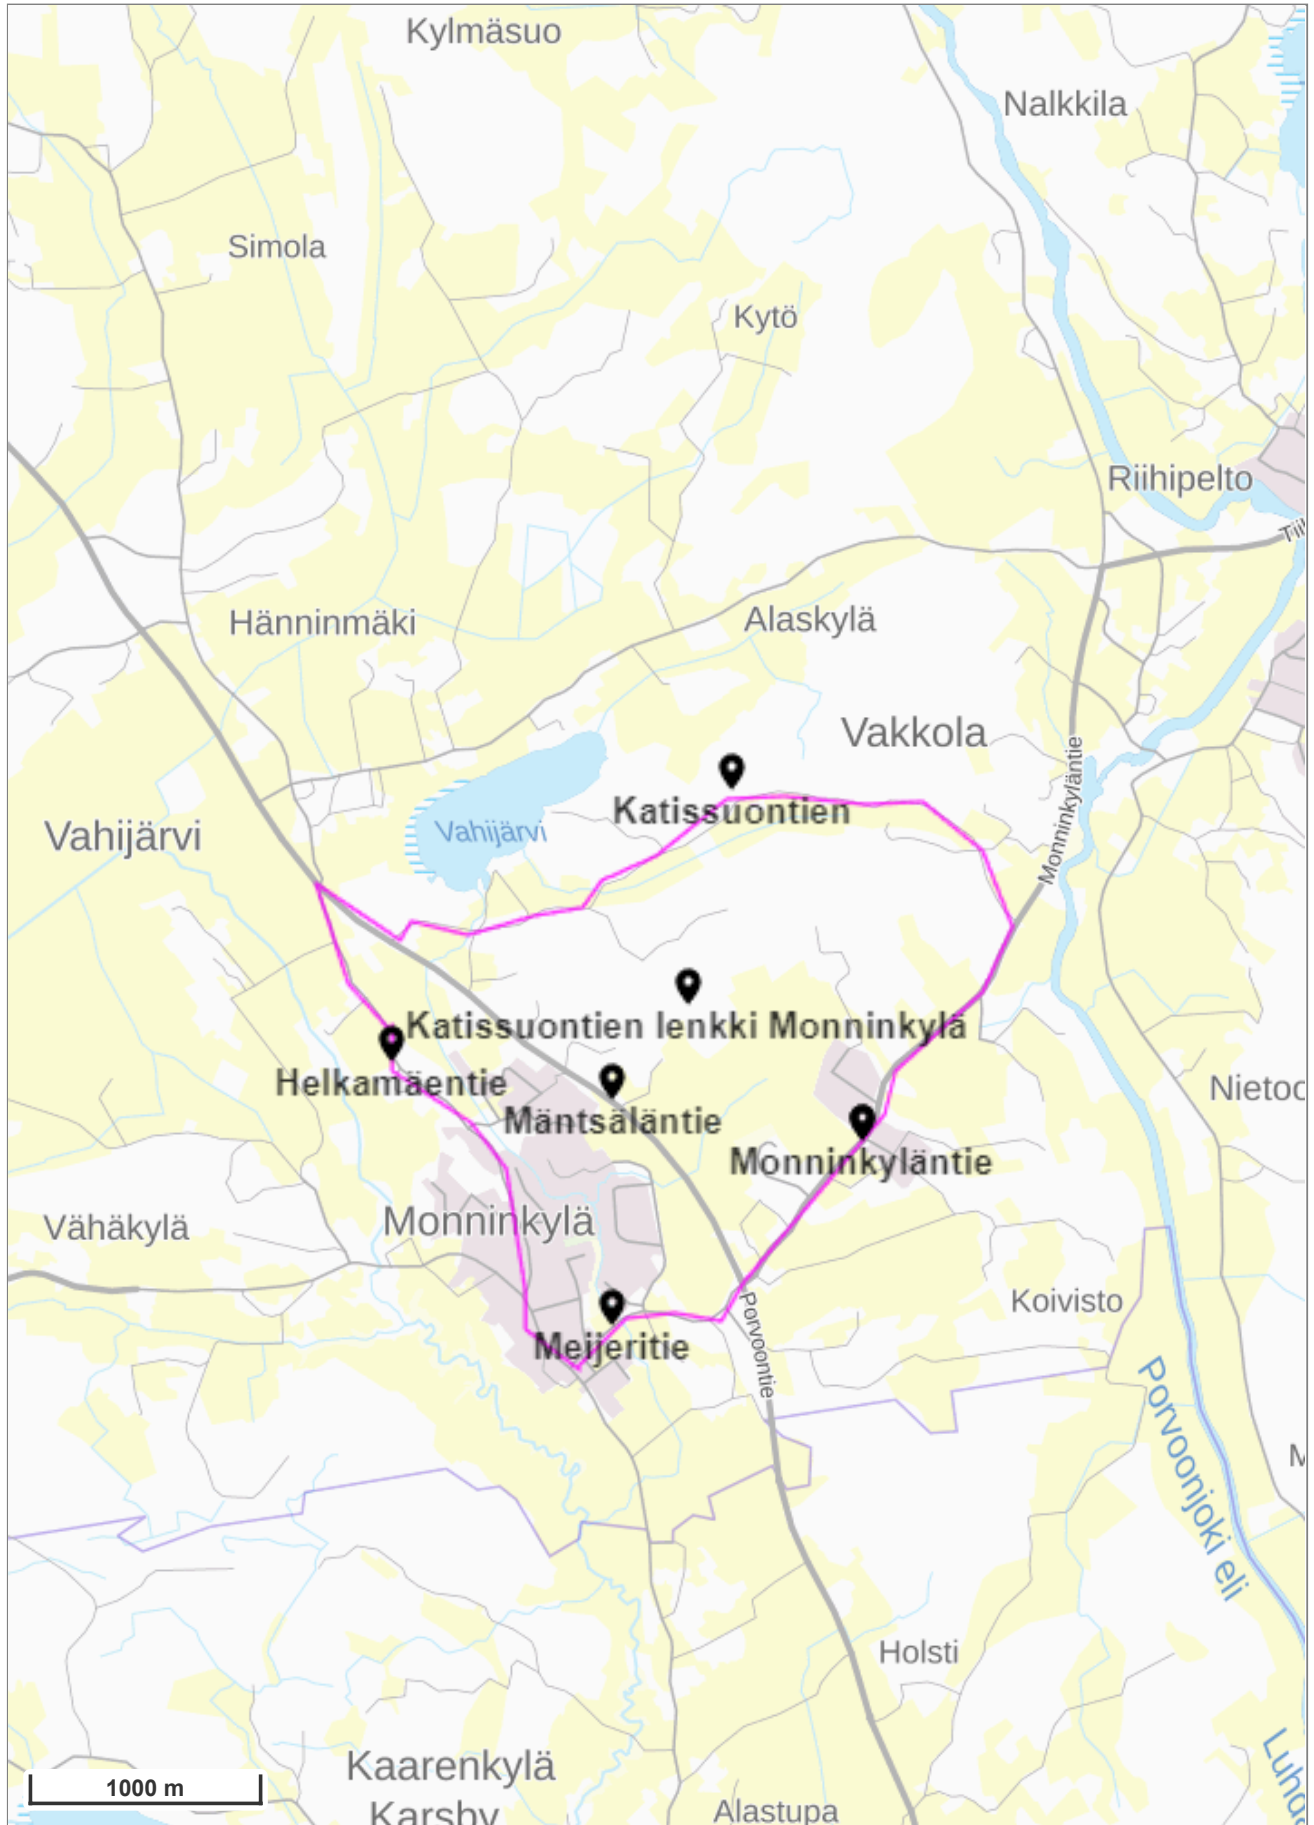 Kylmäsuo
Nalkkila
Simola
Kytö
Riihipelto
Hänninmäki
Alaskylä
Vakkola
Monninkyläntie
Katissuontien
Vahijärvi
Vahijärvi
Katissuontien lenkki Monninkylä
Helkamäentie
Mäntsäläntie
Monninkyläntie
Monninkylä
Vähäkylä
Koivisto
Porvoontie
Meijeritie
Porvoonjoki eli
Holsti
Kaarenkylä
Karsby
1000 m
Alastupa